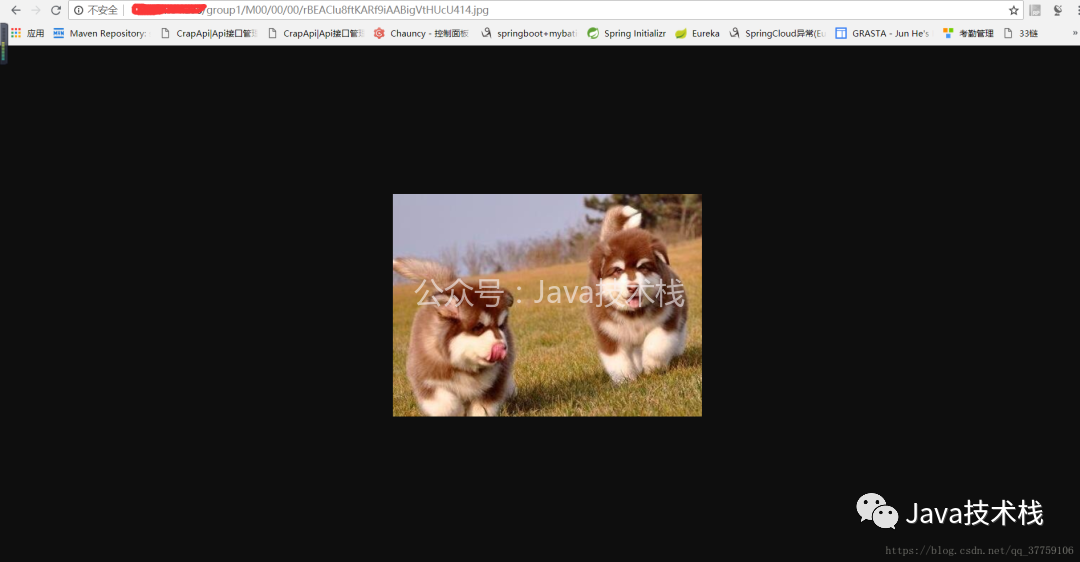 不安全 group1/M00/00/00/rBEACIu8ftKARf9iAABigVtHUcU414.jpg
应用 Maven Repository: CrapApi|Api接口管理 CrapApi|Api接口管理 Chauncy - 控制面板 springboot+mybati Spring Initializr Eureka SpringCloud异常(Eu GRASTA - Jun He's 考勤管理 33链 »
公众号：Java技术栈
Java技术栈
https://blog.csdn.net/qq_37759106